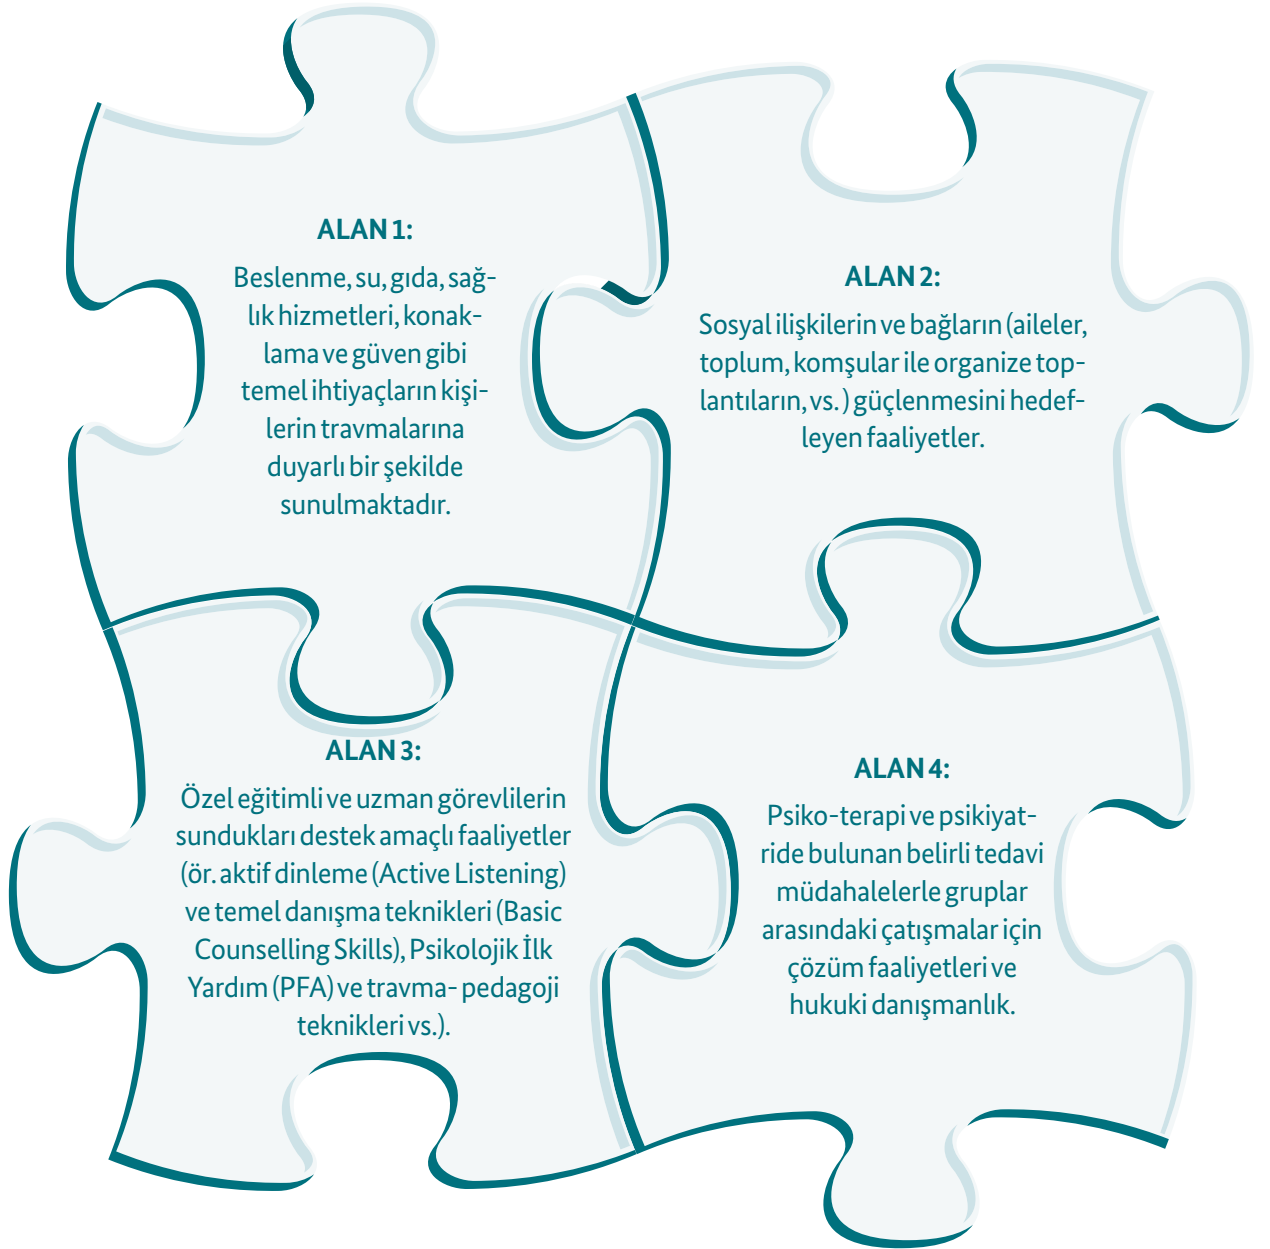 ALAN 1:
Beslenme, su, gıda, sağ-
lık hizmetleri, konak-
lama ve güven gibi
temel ihtiyaçların kişi-
lerin travmalarına
duyarlı bir şekilde
sunulmaktadır.
ALAN 2:
Sosyal ilişkilerin ve bağların (aileler,
toplum, komşular ile organize top-
lantıların, vs. ) güçlenmesini hedef-
leyen faaliyetler.
ALAN 3:
Özel eğitimli ve uzman görevlilerin
sundukları destek amaçlı faaliyetler
(ör. aktif dinleme (Active Listening)
ve temel danışma teknikleri (Basic
Counselling Skills), Psikolojik İlk
Yardım (PFA) ve travma- pedagoji
teknikleri vs.).
ALAN 4:
Psiko-terapi ve psikiyat-
ride bulunan belirli tedavi
müdahalelerle gruplar
arasındaki çatışmalar için
çözüm faaliyetleri ve
hukuki danışmanlık.